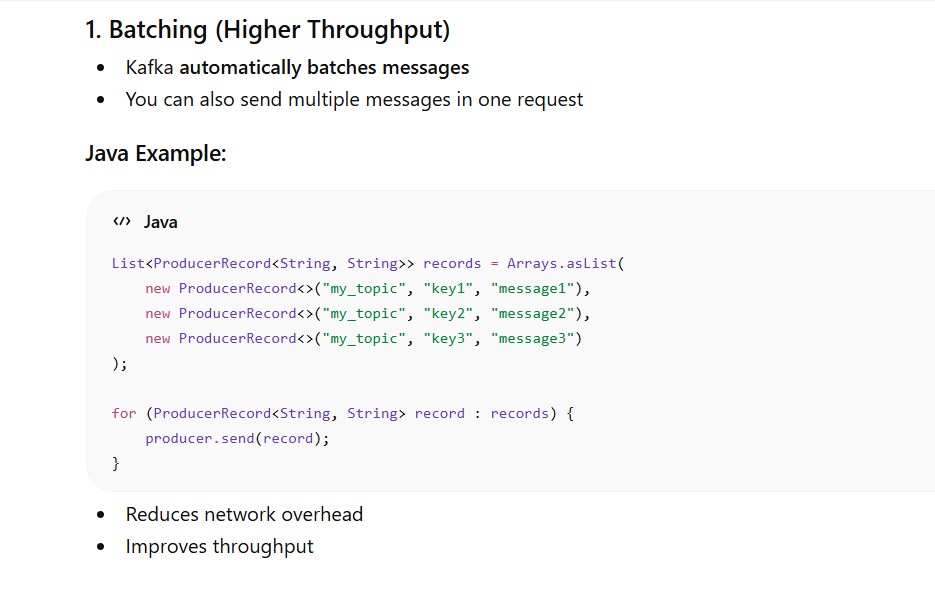 1. Batching (Higher Throughput)
• Kafka automatically batches messages
• You can also send multiple messages in one request
Java Example:
</> Java
List<ProducerRecord<String, String>> records = Arrays.asList(
    new ProducerRecord<>("my_topic", "key1", "message1"),
    new ProducerRecord<>("my_topic", "key2", "message2"),
    new ProducerRecord<>("my_topic", "key3", "message3")
);
for (ProducerRecord<String, String> record : records) {
    producer.send(record);
}
• Reduces network overhead
• Improves throughput